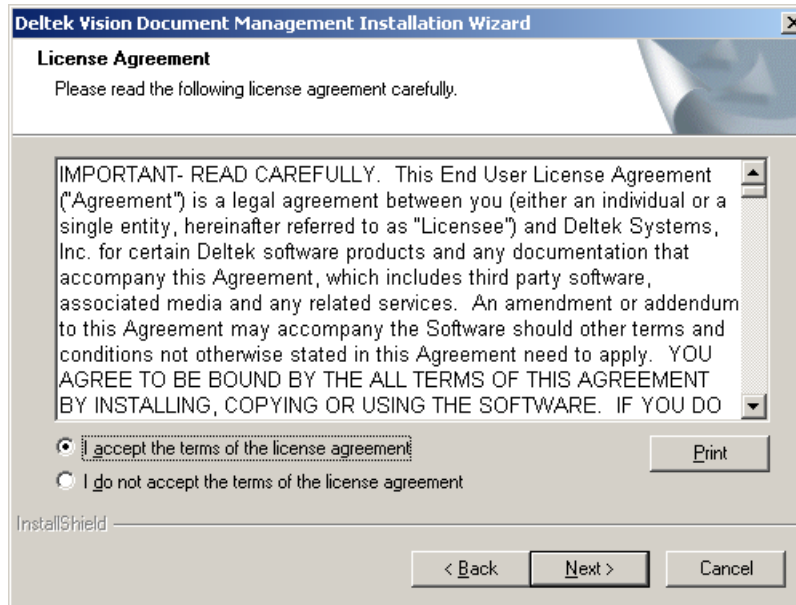 Deltek Vision Document Management Installation Wizard
License Agreement
Please read the following license agreement carefully.
IMPORTANT- READ CAREFULLY.  This End User License Agreement
("Agreement") is a legal agreement between you (either an individual or a
single entity, hereinafter referred to as "Licensee") and Deltek Systems,
Inc. for certain Deltek software products and any documentation that
accompany this Agreement, which includes third party software,
associated media and any related services.  An amendment or addendum
to this Agreement may accompany the Software should other terms and
conditions not otherwise stated in this Agreement need to apply.  YOU
AGREE TO BE BOUND BY THE ALL TERMS OF THIS AGREEMENT
BY INSTALLING, COPYING OR USING THE SOFTWARE.  IF YOU DO
I accept the terms of the license agreement
Print
I do not accept the terms of the license agreement
InstallShield
< Back
Next >
Cancel